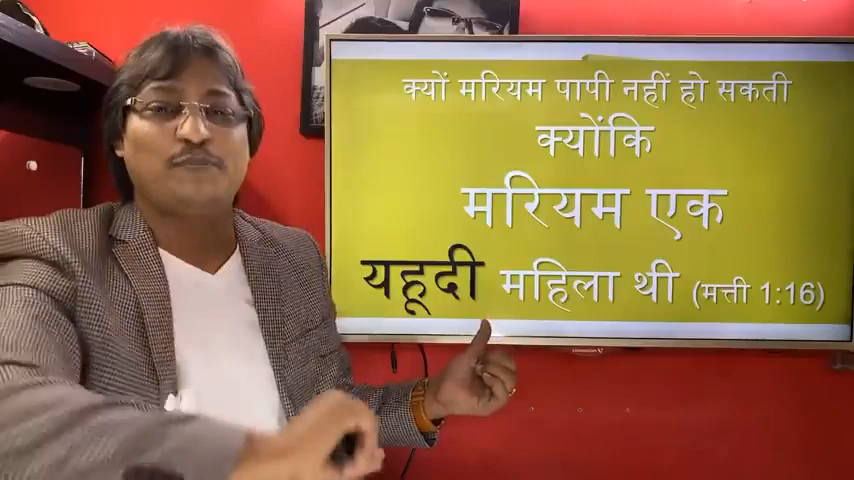 क्यों मरियम पापी नहीं हो सकती
क्योंकि
मरियम एक
यहूदी महिला थी (मत्ती 1:16)